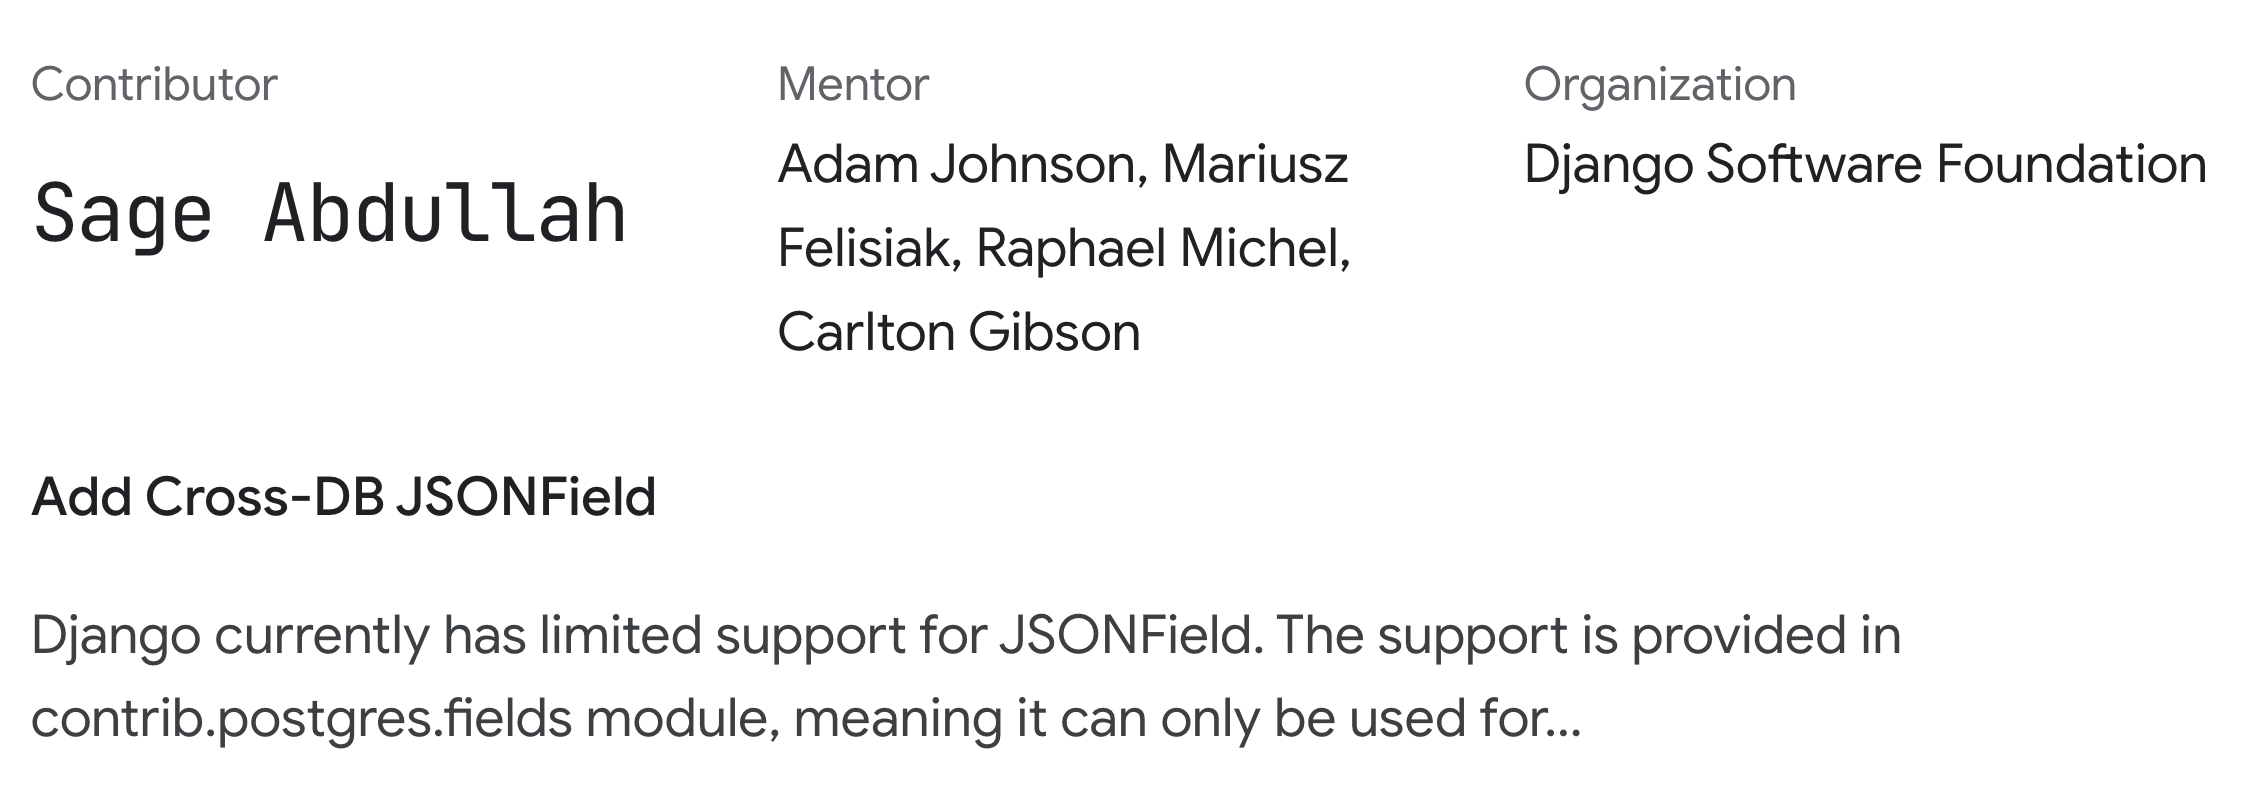 Contributor
Sage Abdullah
Mentor
Adam Johnson, Mariusz
Felisiak, Raphael Michel,
Carlton Gibson
Organization
Django Software Foundation
Add Cross-DB JSONField
Django currently has limited support for JSONField. The support is provided in
contrib.postgres.fields module, meaning it can only be used for...